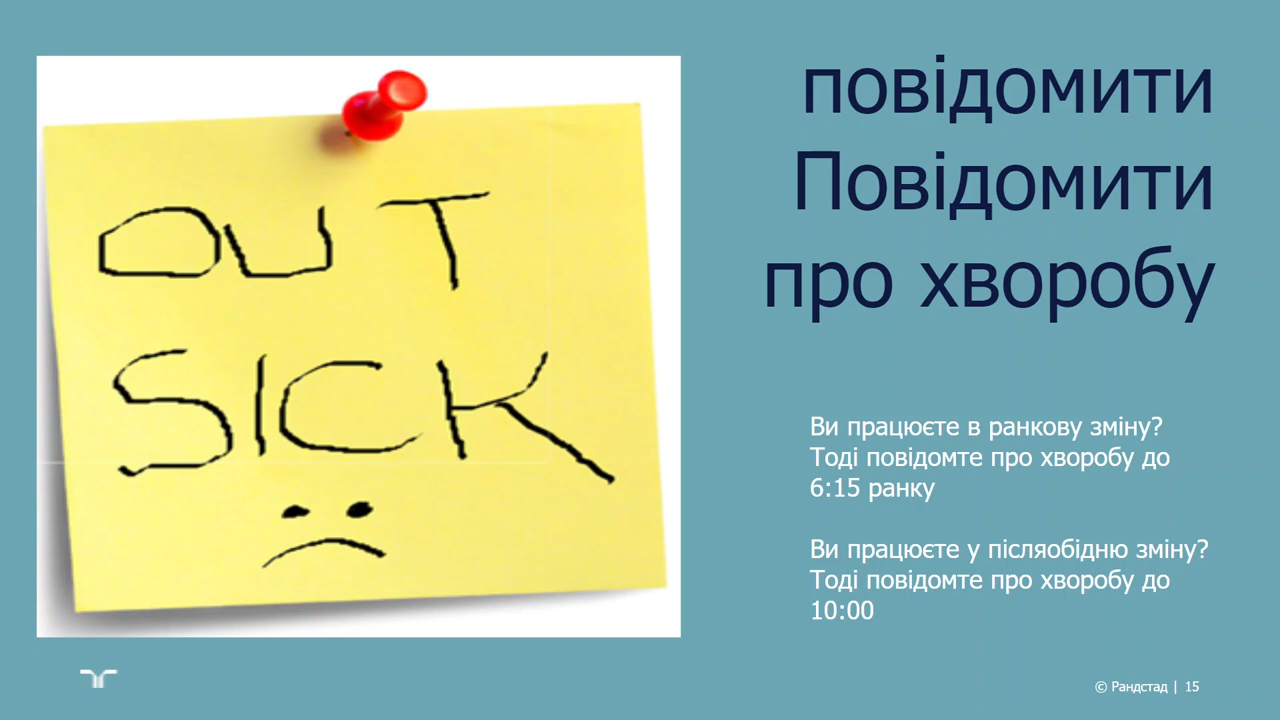 OUT
SICK
повідомити
Повідомити
про хворобу
Ви працюєте в ранкову зміну?
Тоді повідомте про хворобу до
6:15 ранку
Ви працюєте у післяобідню зміну?
Тоді повідомте про хворобу до
10:00
© Рандстад | 15